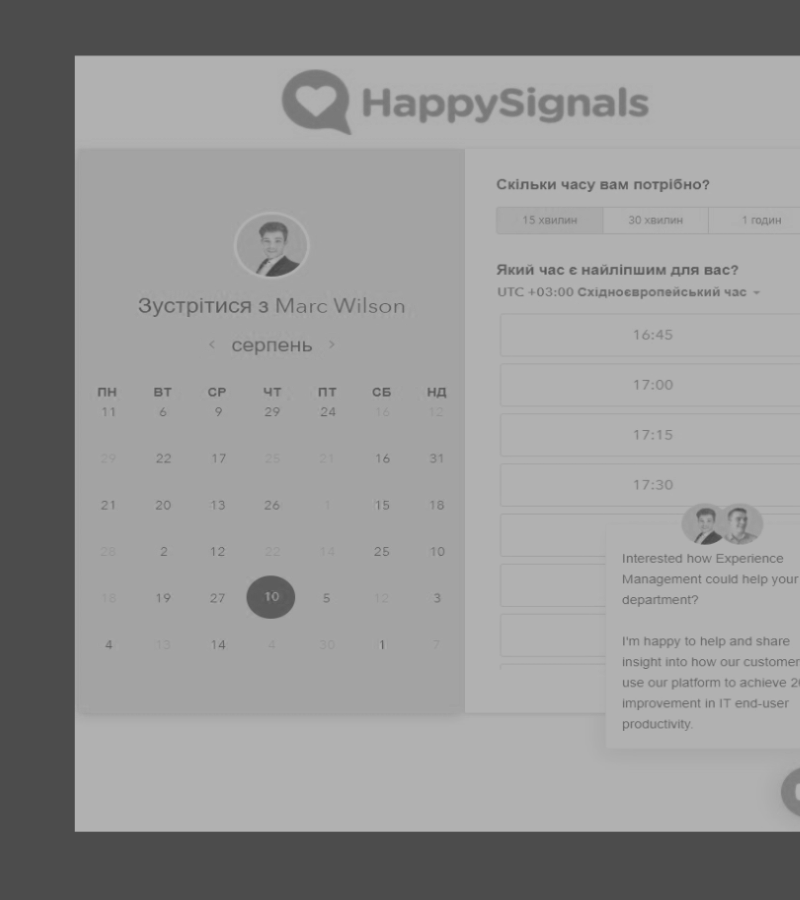 HappySignals
Зустрітися з Marc Wilson
серпень
ПН ВТ СР ЧТ ПТ СБ НД
11 6 9 29 24 16 12
29 22 17 25 21 16 31
21 20 13 26 1 15 18
28 2 12 22 14 25 10
18 19 27 10 5 12 3
4 13 14 4 30 1 7
Скільки часу вам потрібно?
15 хвилин 30 хвилин 1 годин
Який час є найліпшим для вас?
UTC +03:00 Східноєвропейський час
16:45
17:00
17:15
17:30
Interested how Experience
Management could help your
department?
I'm happy to help and share
insight into how our customer
use our platform to achieve
improvement in IT end-user
productivity.